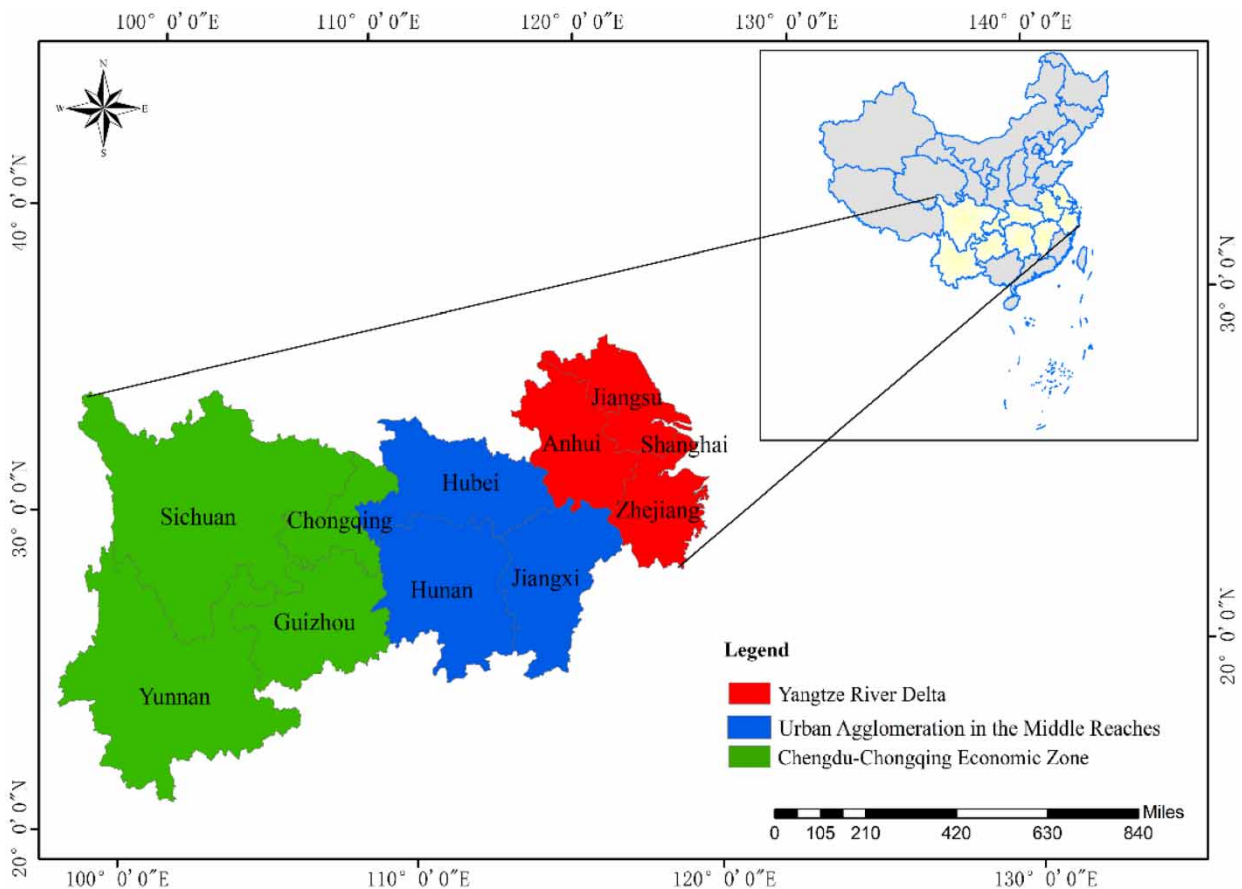 100° 0′0″E 110° 0′0″E 120° 0′0″E 130° 0′0″E 140° 0′0″E
N
W E
S
40° 0′0″N
30° 0′0″N
Jiangsu
Anhui Shanghai
Hubei
Zhejiang
Sichuan Chongqing
30° 0′0″N
Jiangxi
Hunan
Guizhou
20° 0′0″N
Yunnan
Legend
Yangtze River Delta
Urban Agglomeration in the Middle Reaches
Chengdu-Chongqing Economic Zone
Miles
0 105 210 420 630 840
20° 0′0″N
100° 0′0″E 110° 0′0″E 120° 0′0″E 130° 0′0″E